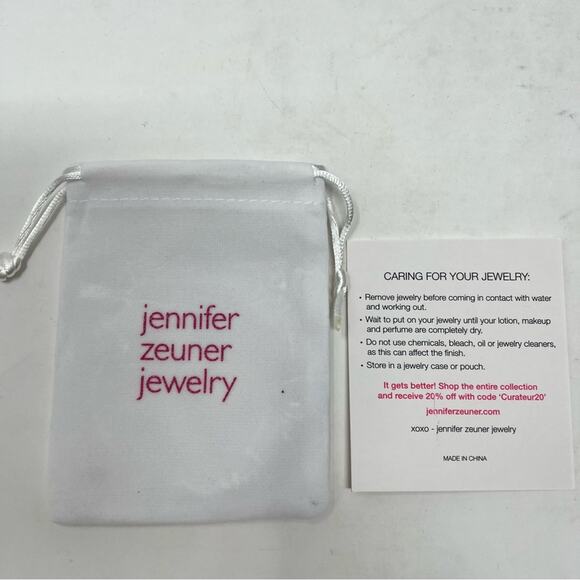 jennifer
zeuner
jewelry
CARING FOR YOUR JEWELRY:
• Remove jewelry before coming in contact with water
and working out.
• Wait to put on your jewelry until your lotion, makeup
and perfume are completely dry.
• Do not use chemicals, bleach, oil or jewelry cleaners,
as this can affect the finish.
• Store in a jewelry case or pouch.
It gets better! Shop the entire collection
and receive 20% off with code 'Curateur20'
jenniferzeuner.com
xoxo - jennifer zeuner jewelry
MADE IN CHINA